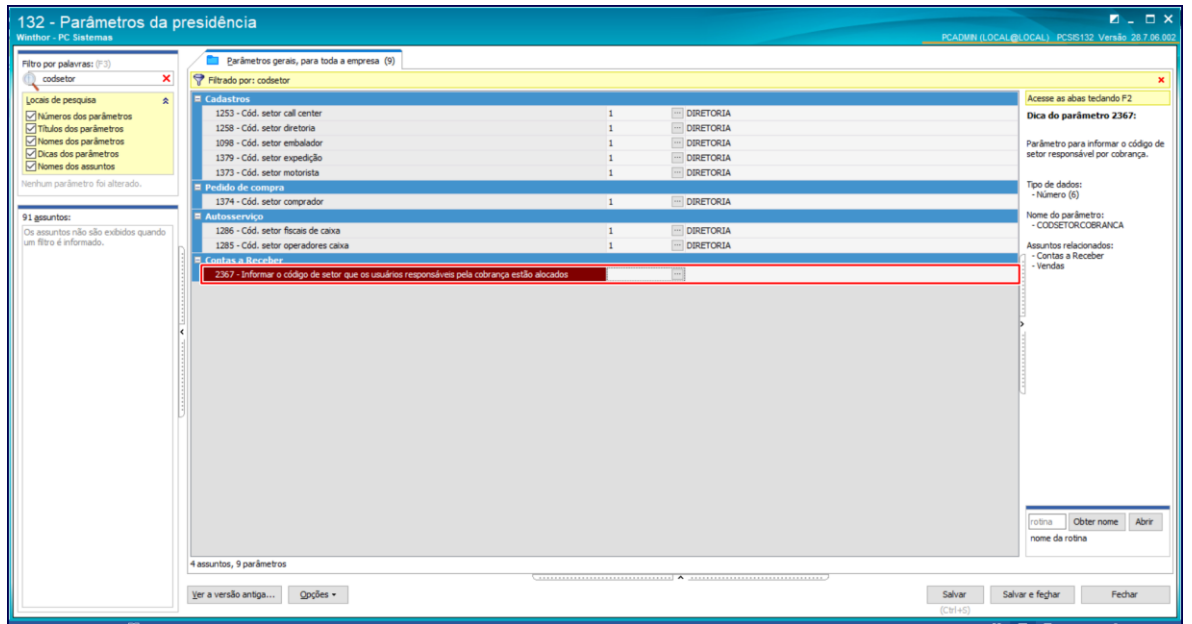 132 - Parâmetros da presidência
Winthor - PC Sistemas
PCADMIN (LOCAL@LOCAL) PCSIS132 Versão 28.7.06.002
Filtro por palavras: (F3)
codsetor
Locais de pesquisa
Números dos parâmetros
Títulos dos parâmetros
Nomes dos parâmetros
Dicas dos parâmetros
Nomes dos assuntos
Nenhum parâmetro foi alterado.
91 assuntos:
Os assuntos não são exibidos quando
um filtro é informado.
Parâmetros gerais, para toda a empresa (9)
Filtrado por: codsetor
Cadastros
1253 - Cód. setor call center 1 ... DIRETORIA
1258 - Cód. setor diretoria 1 ... DIRETORIA
1098 - Cód. setor embalador 1 ... DIRETORIA
1379 - Cód. setor expedição 1 ... DIRETORIA
1373 - Cód. setor motorista 1 ... DIRETORIA
Pedido de compra
1374 - Cód. setor comprador 1 ... DIRETORIA
Autosserviço
1286 - Cód. setor fiscais de caixa 1 ... DIRETORIA
1285 - Cód. setor operadores caixa 1 ... DIRETORIA
Contas a Receber
2367 - Informar o código de setor que os usuários responsáveis pela cobrança estão alocados ...
4 assuntos, 9 parâmetros
Acesse as abas teclando F2
Dica do parâmetro 2367:
Parâmetro para informar o código de
setor responsável por cobrança.
Tipo de dados:
- Número (6)
Nome do parâmetro:
- CODSETORCOBRANCA
Assuntos relacionados:
- Contas a Receber
- Vendas
rotina Obter nome Abrir
nome da rotina
Ver a versão antiga... Opções Salvar Salvar e fechar Fechar
(Ctrl+S)